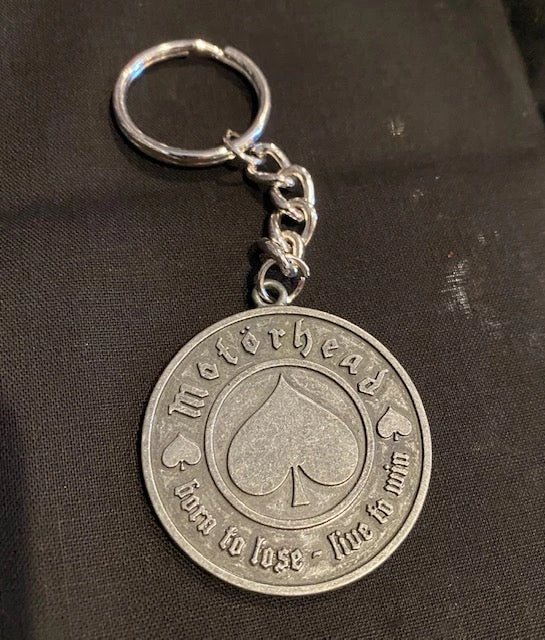 Motörhead
born to lose - live to win